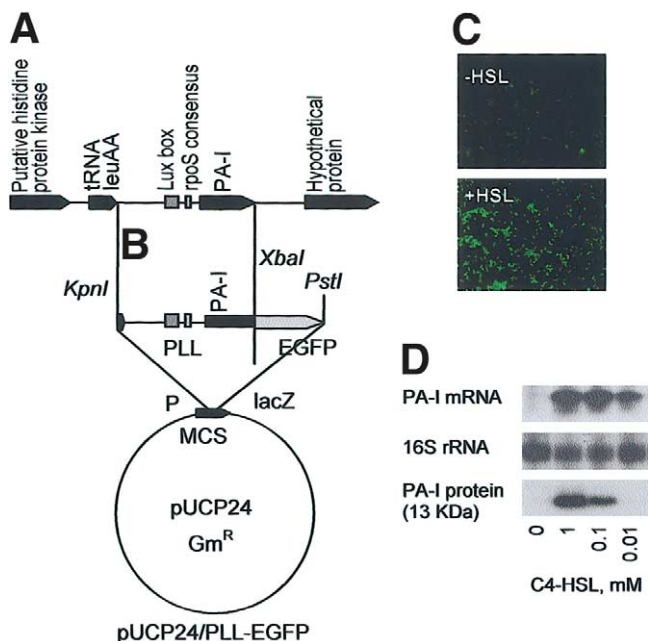 A
Putative histidine
protein kinase
tRNA
leuAA
Lux box
rpoS consensus
PA-I
Hypothetical
protein
B
KpnI
XbaI
PstI
PA-I
PLL
EGFP
P
lacZ
MCS
pUCP24
GmR
pUCP24/PLL-EGFP
C
-HSL
+HSL
D
PA-I mRNA
16S rRNA
PA-I protein
(13 KDa)
0
1
0.1
0.01
C4-HSL, mM